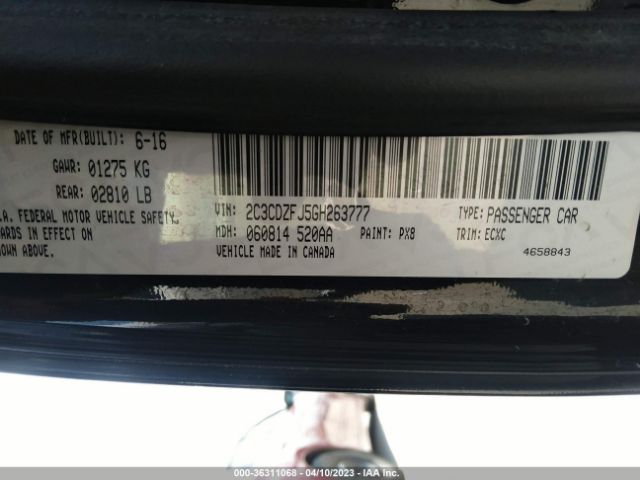 DATE OF MFR(BUILT): 6-16
GAWR: 01275 KG
REAR: 02810 LB
.A. FEDERAL MOTOR VEHICLE SAFETY,
ARDS IN EFFECT ON
HOWN ABOVE.
VIN: 2C3CDZFJ5GH263777 TYPE: PASSENGER CAR
MDH: 060814 520AA PAINT: PX8 TRIM: ECXC
VEHICLE MADE IN CANADA 4658843
000-36311068 - 04/10/2023 - © IAA Inc.